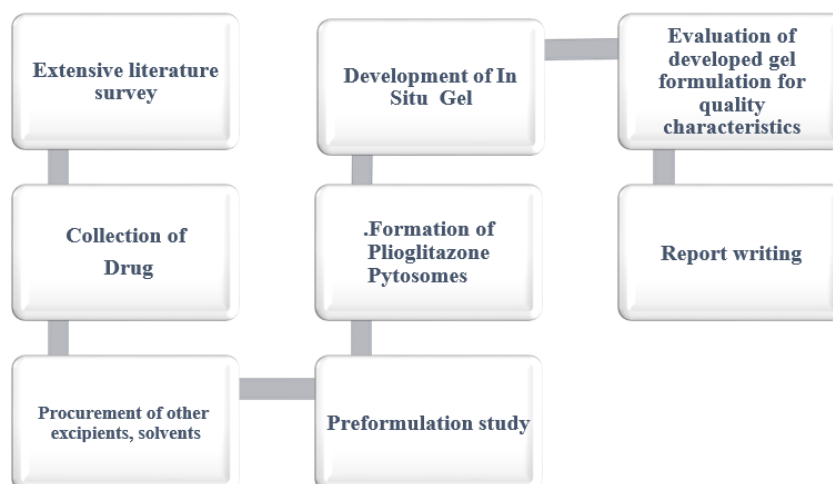 Extensive literature
survey
Collection of
Drug
Procurement of other
excipients, solvents
Preformulation study
.Formation of
Plioglitazone
Pytosomes
Development of In
Situ Gel
Evaluation of
developed gel
formulation for
quality
characteristics
Report writing